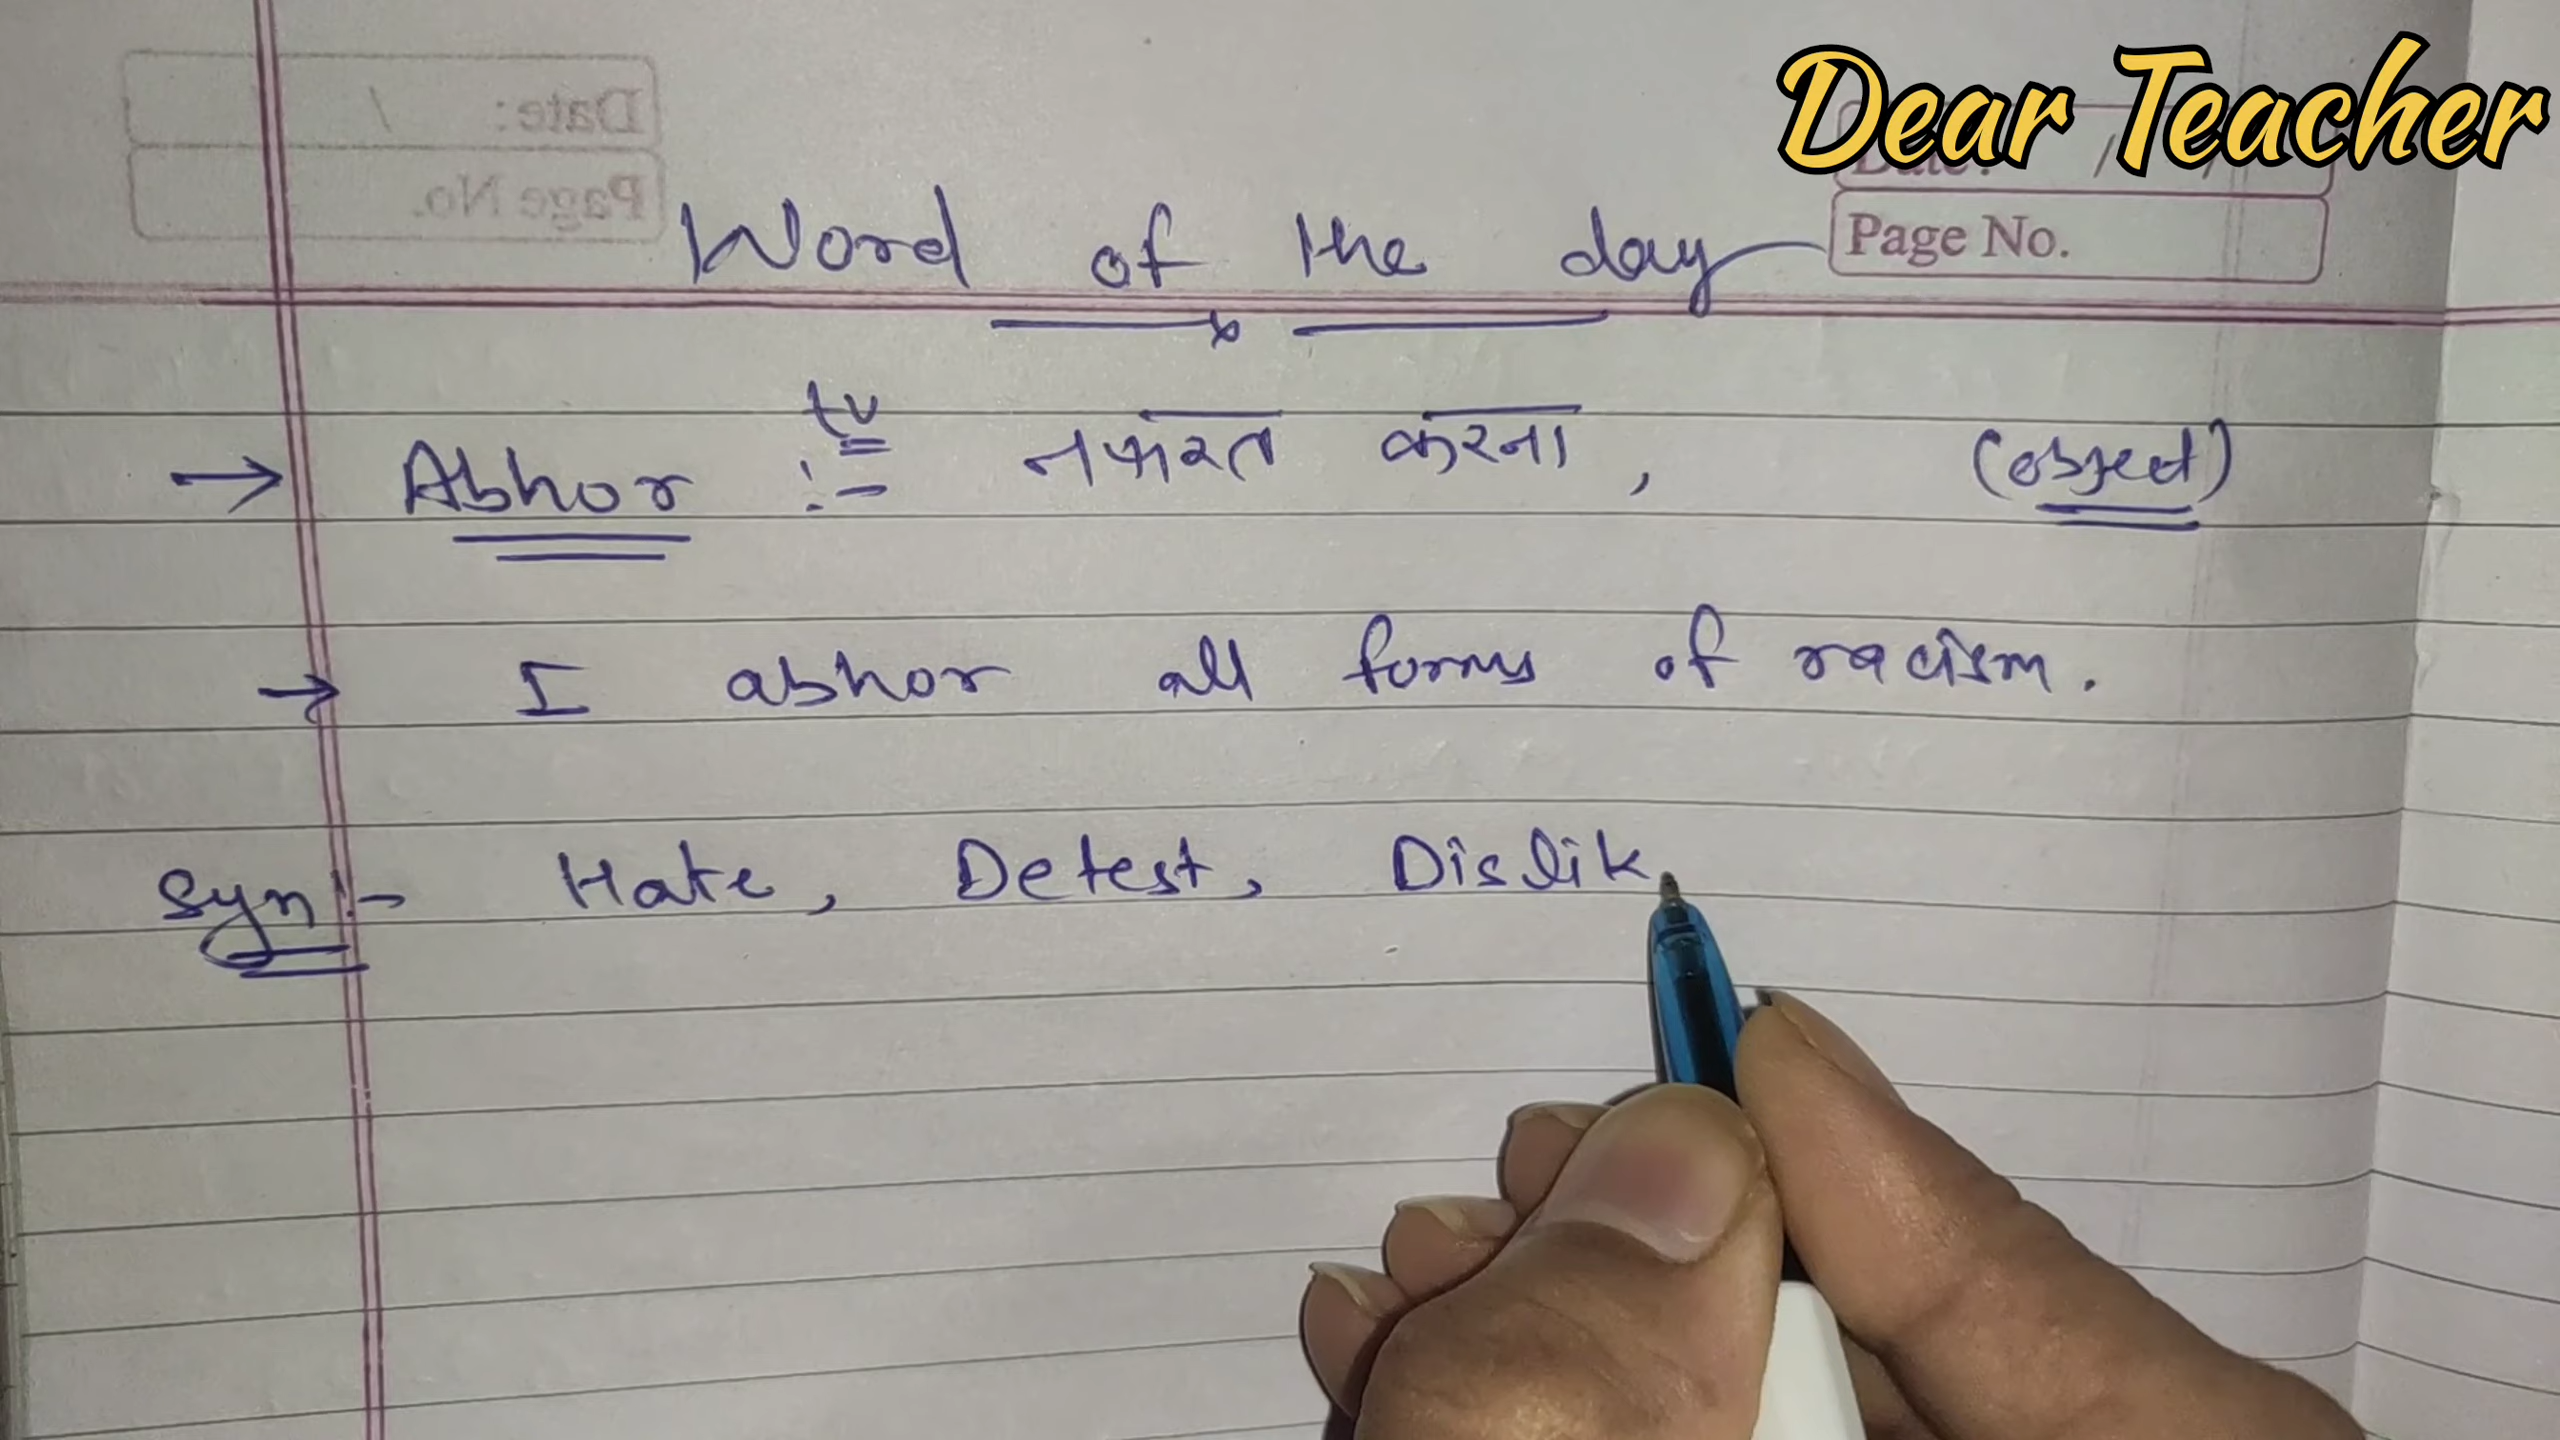 Dear Teacher
Date: /
Page No.
Word of the day
Page No.
tv
→ Abhor :- नफरत करना, (object)
→ I abhor all forms of racism.
Syn :- Hate, Detest, Dislik